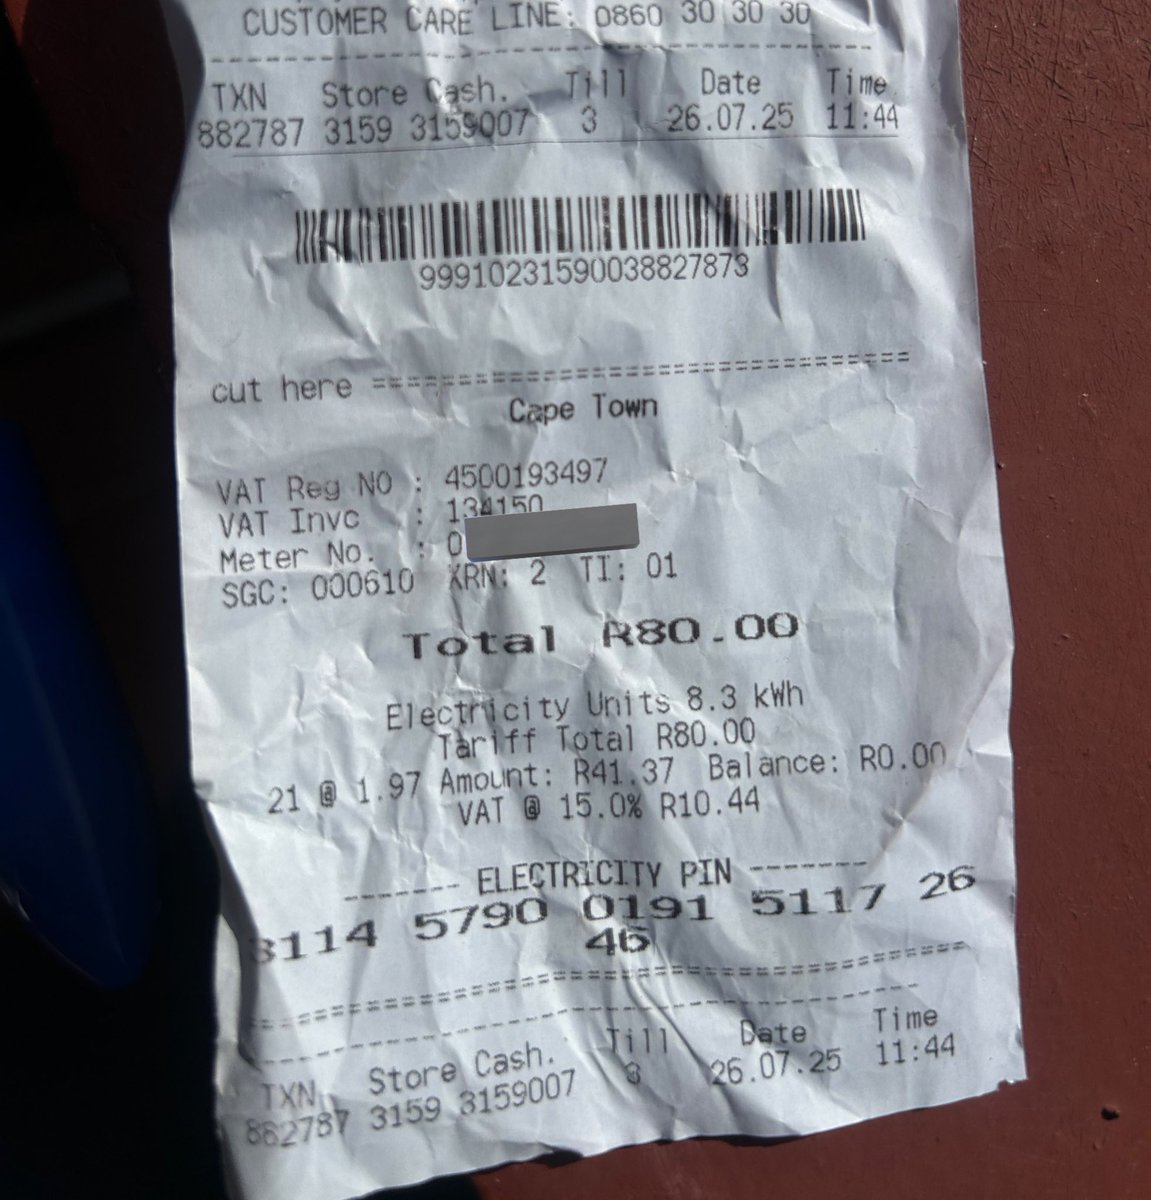 CUSTOMER CARE LINE: 0860 30 30 30
TXN Store Cash. Till Date Time
882787 3159 3159007 3 26.07.25 11:44
99910231590038827873
cut here ==================================
Cape Town
VAT Reg NO : 4500193497
VAT Invc : 134150
Meter No. : 0
SGC: 000610 KRN: 2 TI: 01
Total R80.00
Electricity Units 8.3 kWh
Tariff Total R80.00
21 @ 1.97 Amount: R41.37 Balance: R0.00
VAT @ 15.0% R10.44
------- ELECTRICITY PIN -------
3114 5790 0191 5117 26
46
TXN Store Cash. Till Date Time
882787 3159 3159007 3 26.07.25 11:44